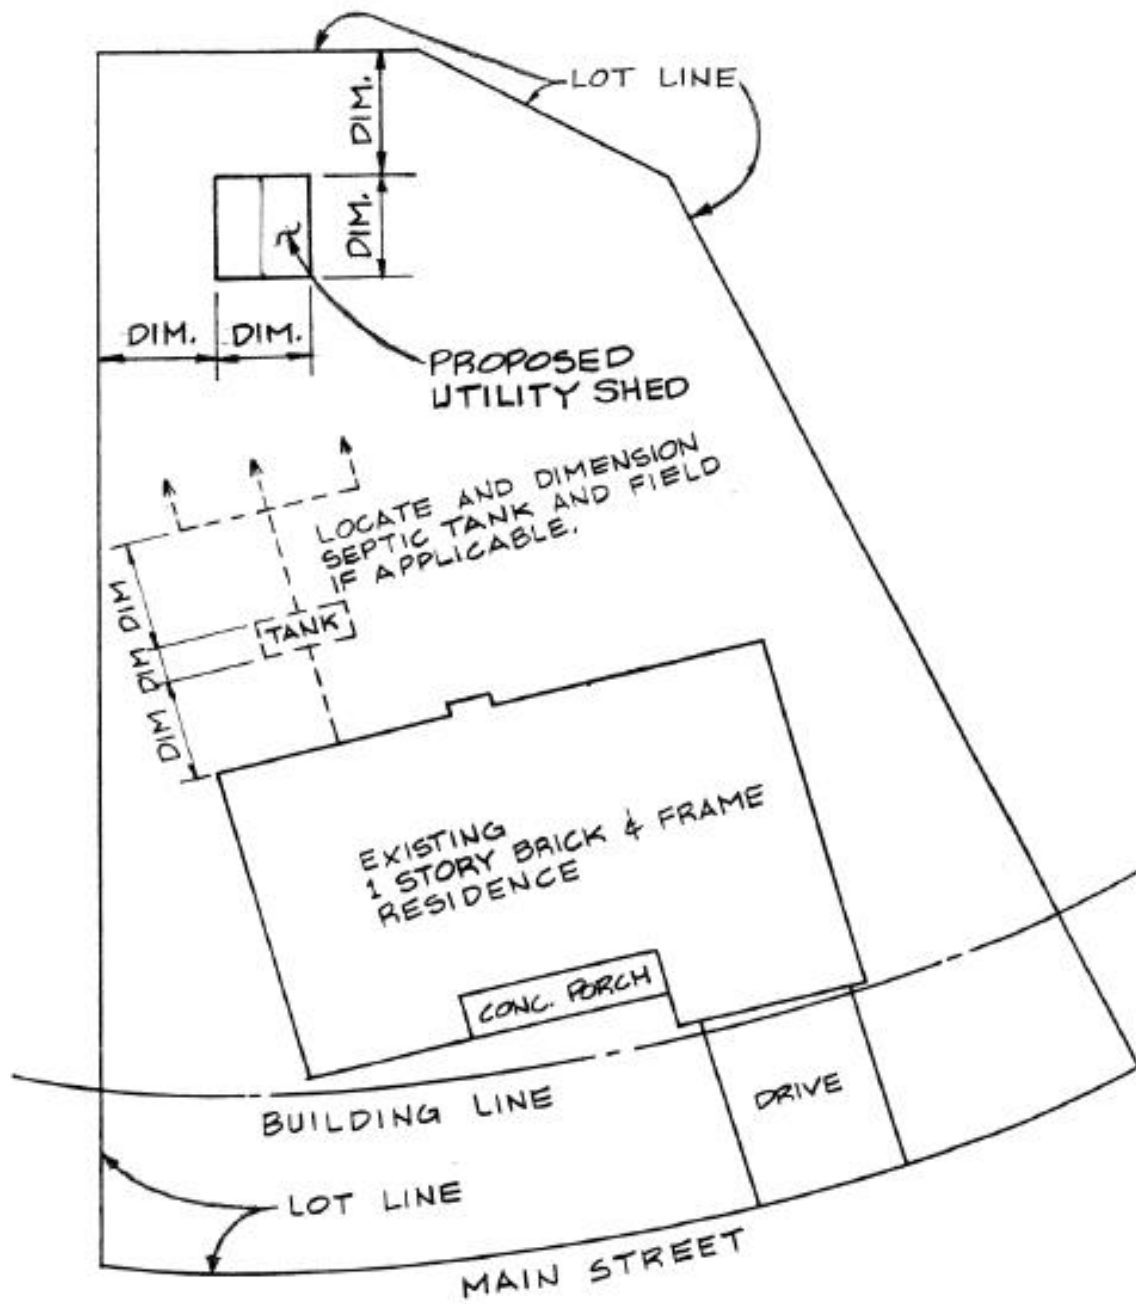 LOT LINE
DIM.
DIM.
DIM.
DIM.
PROPOSED
UTILITY SHED
LOCATE AND DIMENSION
SEPTIC TANK AND FIELD
IF APPLICABLE.
DIM
DIM
DIM
TANK
EXISTING
1 STORY BRICK & FRAME
RESIDENCE
CONC. PORCH
DRIVE
BUILDING LINE
LOT LINE
MAIN STREET